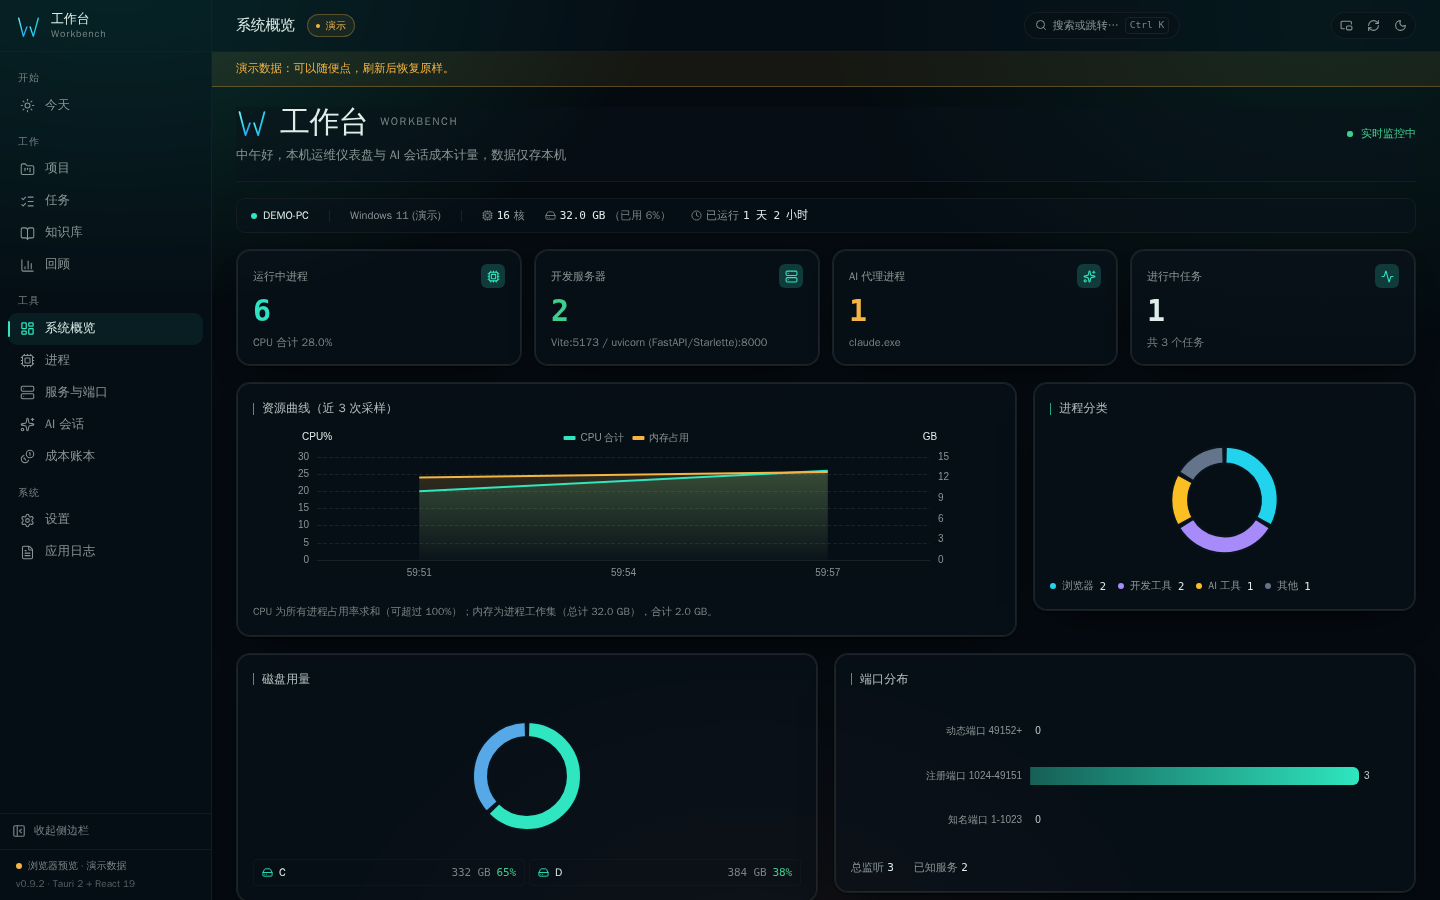 工作台
Workbench
开始
今天
工作
项目
任务
知识库
回顾
工具
系统概览
进程
服务与端口
AI 会话
成本账本
系统
设置
应用日志
收起侧边栏
浏览器预览 · 演示数据
v0.9.2 · Tauri 2 + React 19
系统概览
演示
搜索或跳转… Ctrl K
演示数据：可以随便点，刷新后恢复原样。
工作台 WORKBENCH
中午好，本机运维仪表盘与 AI 会话成本计量，数据仅存本机
实时监控中
DEMO-PC Windows 11 (演示) 16 核 32.0 GB （已用 6%） 已运行 1 天 2 小时
运行中进程
6
CPU 合计 28.0%
开发服务器
2
Vite:5173 / uvicorn (FastAPI/Starlette):8000
AI 代理进程
1
claude.exe
进行中任务
1
共 3 个任务
资源曲线（近 3 次采样）
CPU% CPU 合计 内存占用 GB
30 15
25 12
20 9
15 6
10 3
5 0
0
59:51 59:54 59:57
CPU 为所有进程占用率求和（可超过 100%）；内存为进程工作集（总计 32.0 GB），合计 2.0 GB。
进程分类
浏览器 2 开发工具 2 AI 工具 1 其他 1
磁盘用量
C 332 GB 65% D 384 GB 38%
端口分布
动态端口 49152+ 0
注册端口 1024-49151 3
知名端口 1-1023 0
总监听 3 已知服务 2